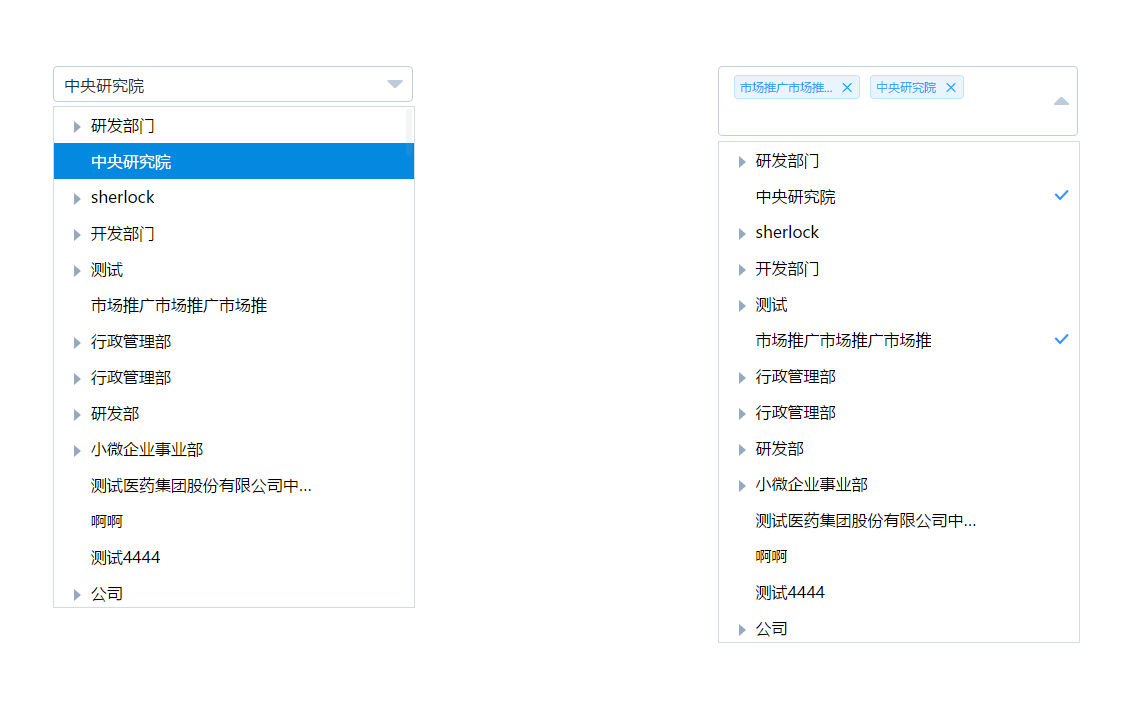 中央研究院
研发部门
中央研究院
sherlock
开发部门
测试
市场推广市场推广市场推
行政管理部
行政管理部
研发部
小微企业事业部
测试医药集团股份有限公司中...
啊啊
测试4444
公司
市场推广市场推... 中央研究院
研发部门
中央研究院
sherlock
开发部门
测试
市场推广市场推广市场推
行政管理部
行政管理部
研发部
小微企业事业部
测试医药集团股份有限公司中...
啊啊
测试4444
公司